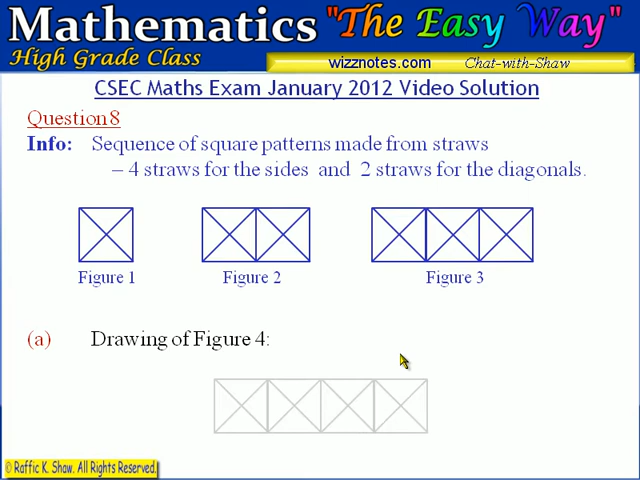 Mathematics "The Easy Way"
High Grade Class
wizznotes.com Chat-with-Shaw
CSEC Maths Exam January 2012 Video Solution
Question 8
Info: Sequence of square patterns made from straws
– 4 straws for the sides and 2 straws for the diagonals.
Figure 1 Figure 2 Figure 3
(a) Drawing of Figure 4:
© Raffic K. Shaw. All Rights Reserved.